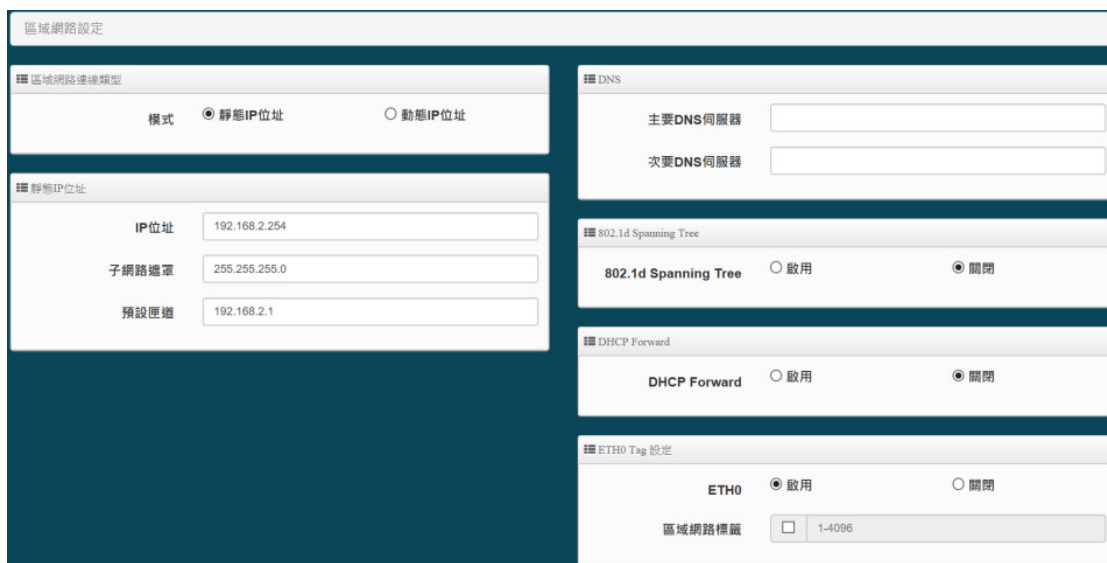 區域網路設定
區域網路連線類型
模式 靜態IP位址 動態IP位址
靜態IP位址
IP位址 192.168.2.254
子網路遮罩 255.255.255.0
預設匣道 192.168.2.1
DNS
主要DNS伺服器
次要DNS伺服器
802.1d Spanning Tree
802.1d Spanning Tree 啟用 關閉
DHCP Forward
DHCP Forward 啟用 關閉
ETH0 Tag 設定
ETH0 啟用 關閉
區域網路標籤 1-4096